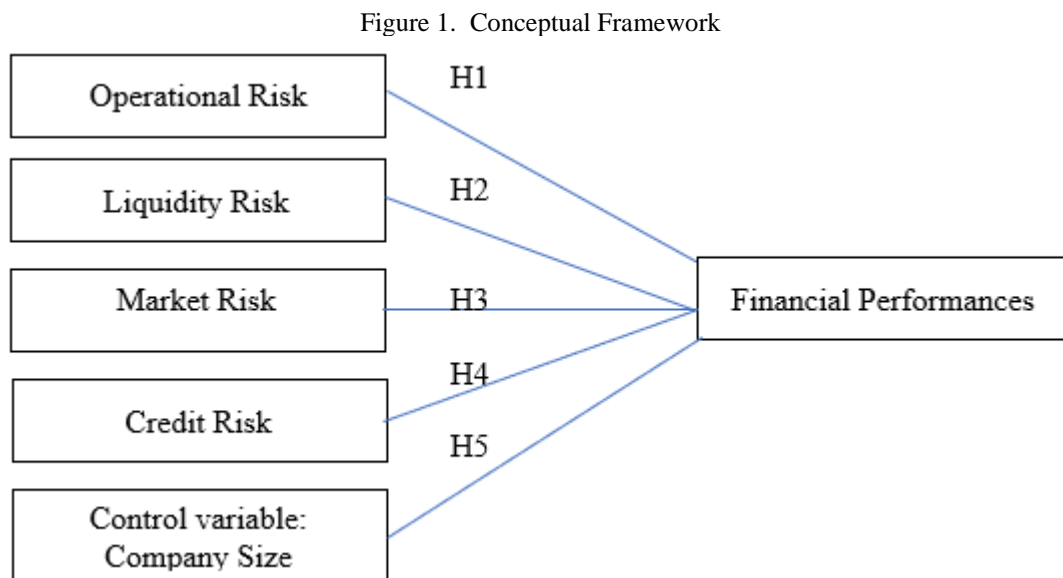 Figure 1. Conceptual Framework
Operational Risk
H1
Liquidity Risk
H2
Market Risk
H3
Financial Performances
H4
Credit Risk
H5
Control variable:
Company Size